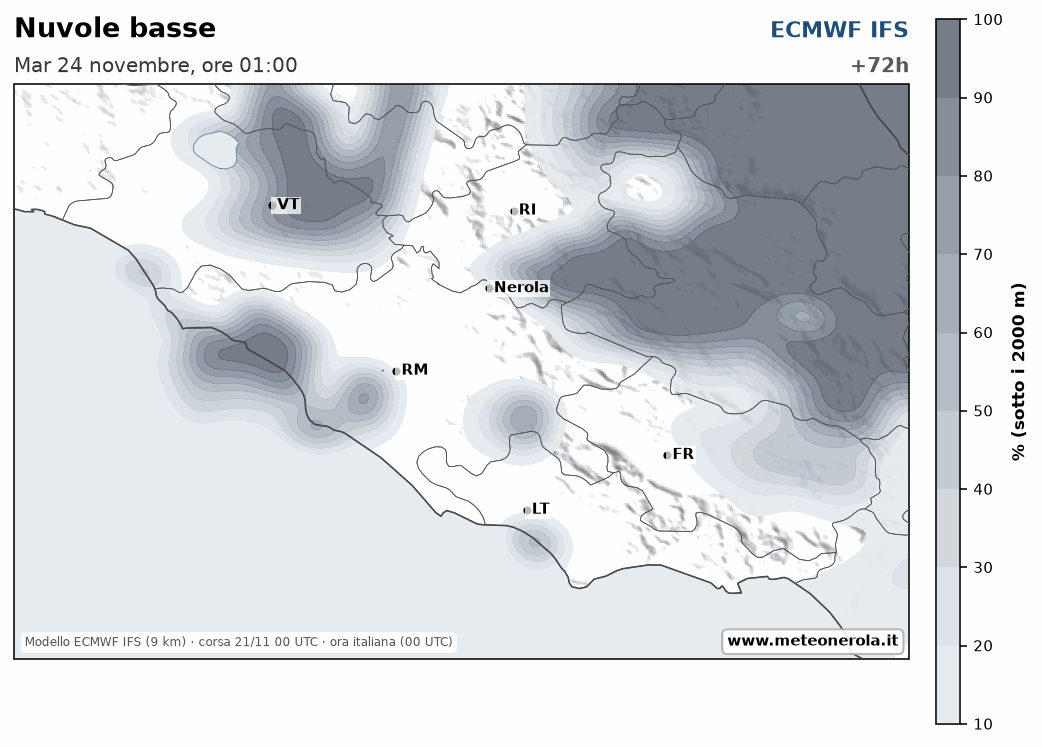 Nuvole basse
ECMWF IFS
Mar 24 novembre, ore 01:00
+72h
100
90
80
70
60
50
40
30
20
10
% (sotto i 2000 m)
VT
RI
Nerola
RM
FR
LT
Modello ECMWF IFS (9 km) · corsa 21/11 00 UTC · ora italiana (00 UTC)
www.meteonerola.it